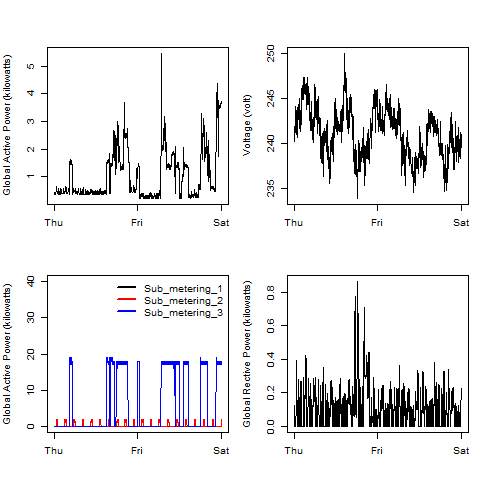 Global Active Power (kilowatts)
5
4
3
2
1
Thu Fri Sat
Voltage (volt)
250
245
240
235
Thu Fri Sat
Global Active Power (kilowatts)
40
30
20
10
0
Sub_metering_1
Sub_metering_2
Sub_metering_3
Thu Fri Sat
Global Rective Power (kilowatts)
0.8
0.6
0.4
0.2
0.0
Thu Fri Sat